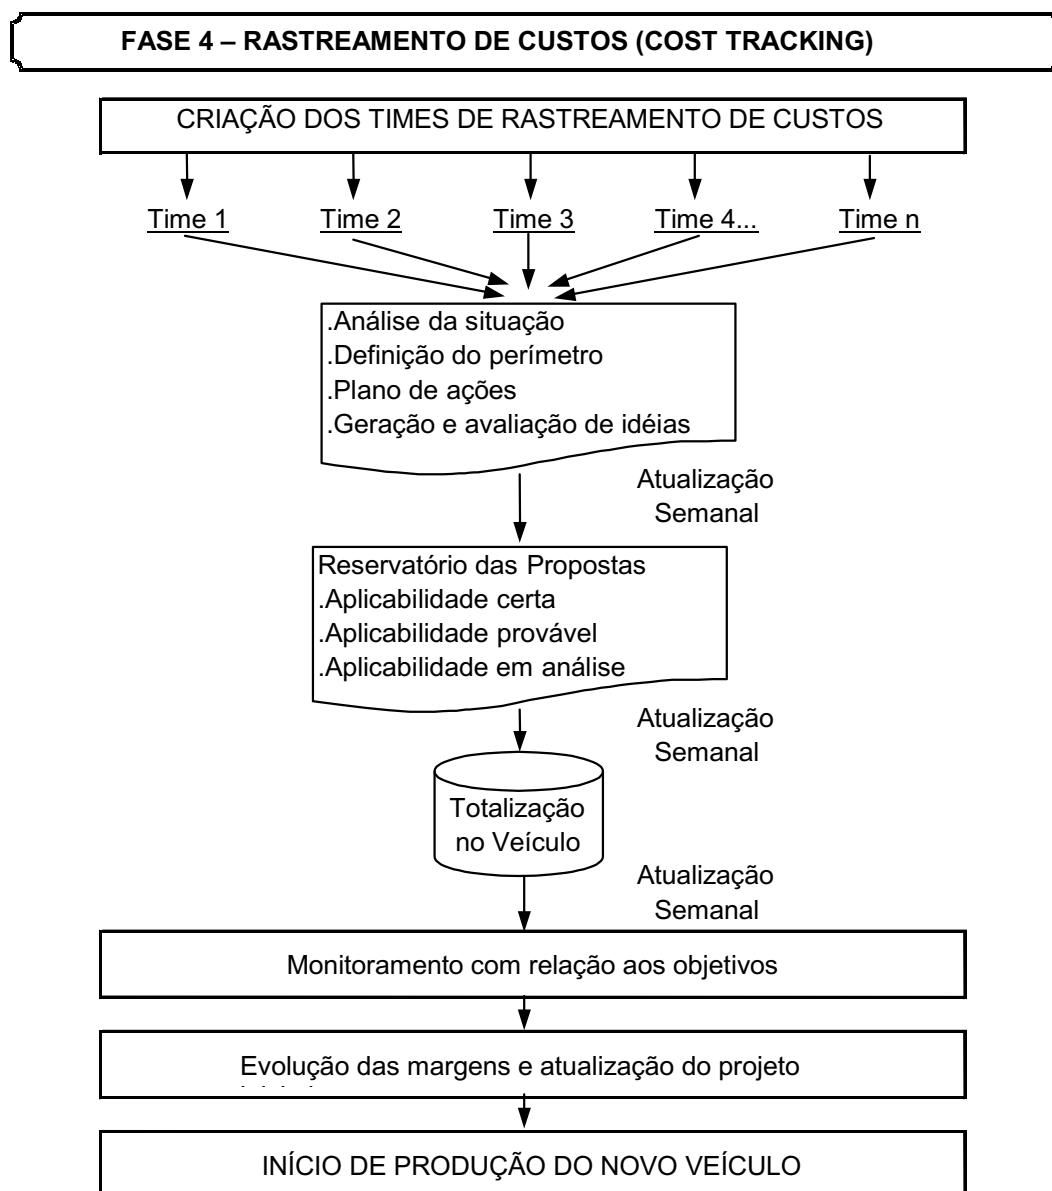 FASE 4 – RASTREAMENTO DE CUSTOS (COST TRACKING)
CRIAÇÃO DOS TIMES DE RASTREAMENTO DE CUSTOS
Time 1 Time 2 Time 3 Time 4... Time n
.Análise da situação
.Definição do perímetro
.Plano de ações
.Geração e avaliação de idéias
Atualização
Semanal
Reservatório das Propostas
.Aplicabilidade certa
.Aplicabilidade provável
.Aplicabilidade em análise
Atualização
Semanal
Totalização
no Veículo
Atualização
Semanal
Monitoramento com relação aos objetivos
Evolução das margens e atualização do projeto
INÍCIO DE PRODUÇÃO DO NOVO VEÍCULO